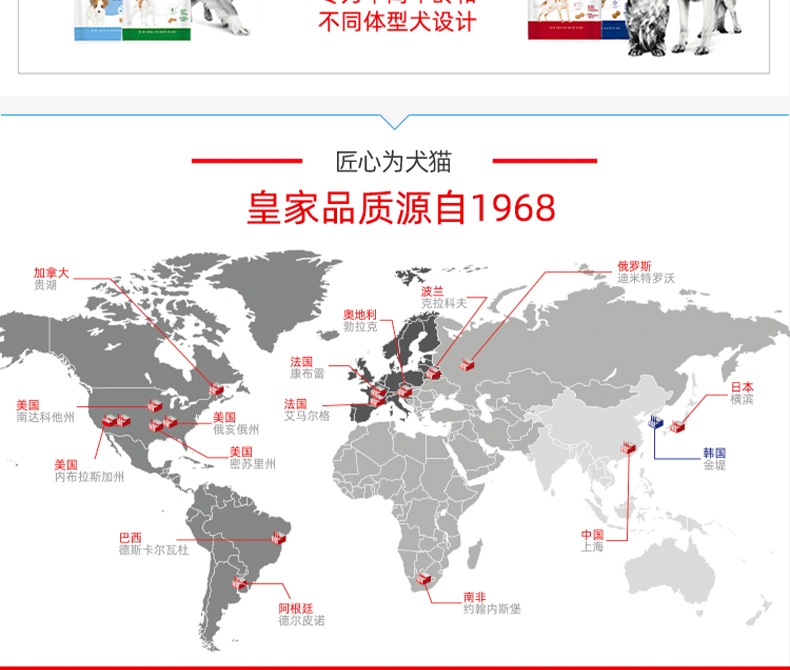 不同体型犬设计
匠心为犬猫
皇家品质源自1968
加拿大
贵湖
俄罗斯
迪米特罗沃
波兰
克拉科夫
奥地利
勃拉克
法国
康布雷
法国
艾马尔格
美国
南达科他州
美国
俄亥俄州
美国
密苏里州
美国
内布拉斯加州
日本
横滨
韩国
金堤
中国
上海
巴西
德斯卡尔瓦杜
阿根廷
德尔皮诺
南非
约翰内斯堡